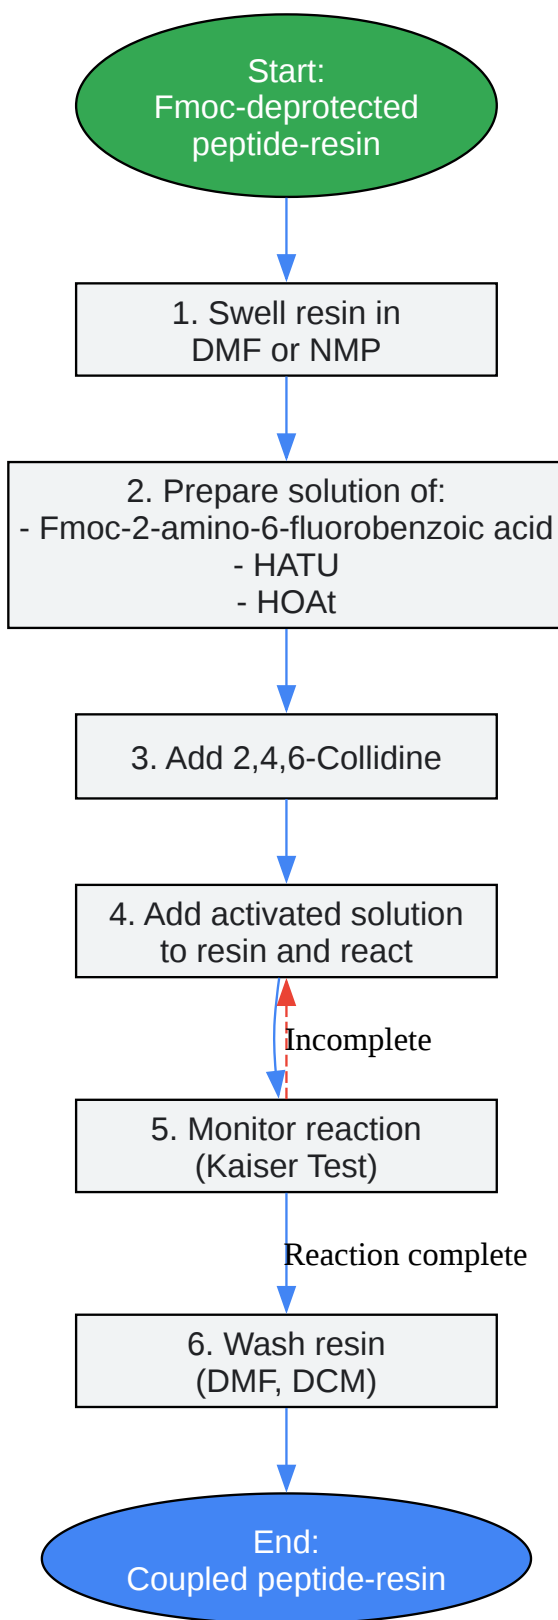 Start:
Fmoc-deprotected
peptide-resin
1. Swell resin in
DMF or NMP
2. Prepare solution of:
- Fmoc-2-amino-6-fluorobenzoic acid
- HATU
- HOAt
3. Add 2,4,6-Collidine
4. Add activated solution
to resin and react
Incomplete
5. Monitor reaction
(Kaiser Test)
Reaction complete
6. Wash resin
(DMF, DCM)
End:
Coupled peptide-resin